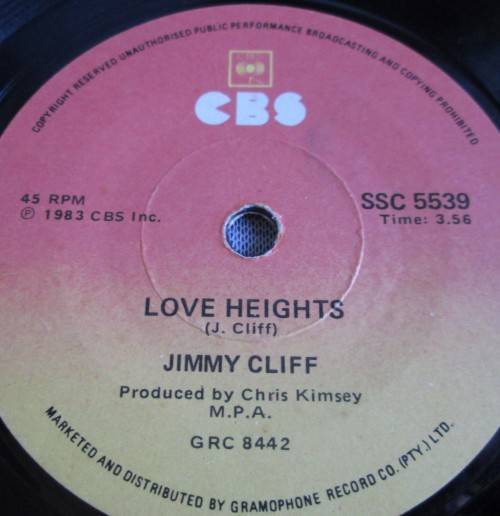 COPYRIGHT RESERVED UNAUTHORISED PUBLIC PERFORMANCE BROADCASTING AND COPYING PROHIBITED
CBS
45 RPM
℗ 1983 CBS Inc.
SSC 5539
Time: 3.56
LOVE HEIGHTS
(J. Cliff)
JIMMY CLIFF
Produced by Chris Kimsey
M.P.A.
GRC 8442
MARKETED AND DISTRIBUTED BY GRAMOPHONE RECORD CO. (PTY.) LTD.